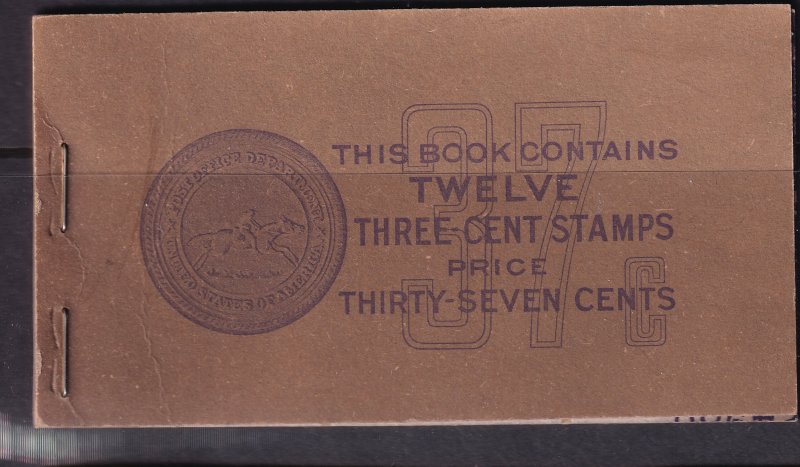 POST OFFICE DEPARTMENT
UNITED STATES OF AMERICA
37c
THIS BOOK CONTAINS
TWELVE
THREE-CENT STAMPS
PRICE
THIRTY-SEVEN CENTS